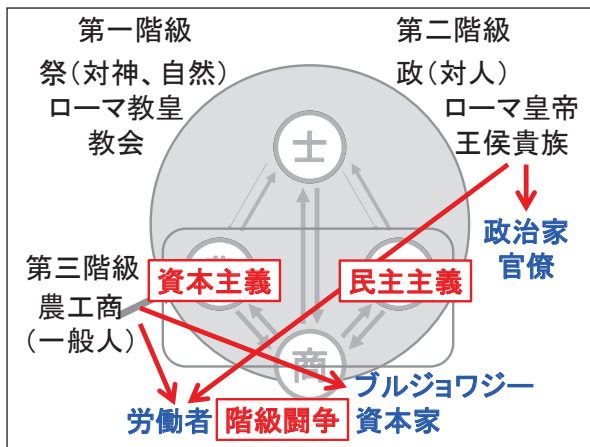 第一階級
祭（対神、自然）
ローマ教皇
教会
第二階級
政（対人）
ローマ皇帝
王侯貴族
士
政治家
官僚
第三階級
農工商
（一般人）
資本主義
民主主義
商
労働者
階級闘争
ブルジョワジー
資本家